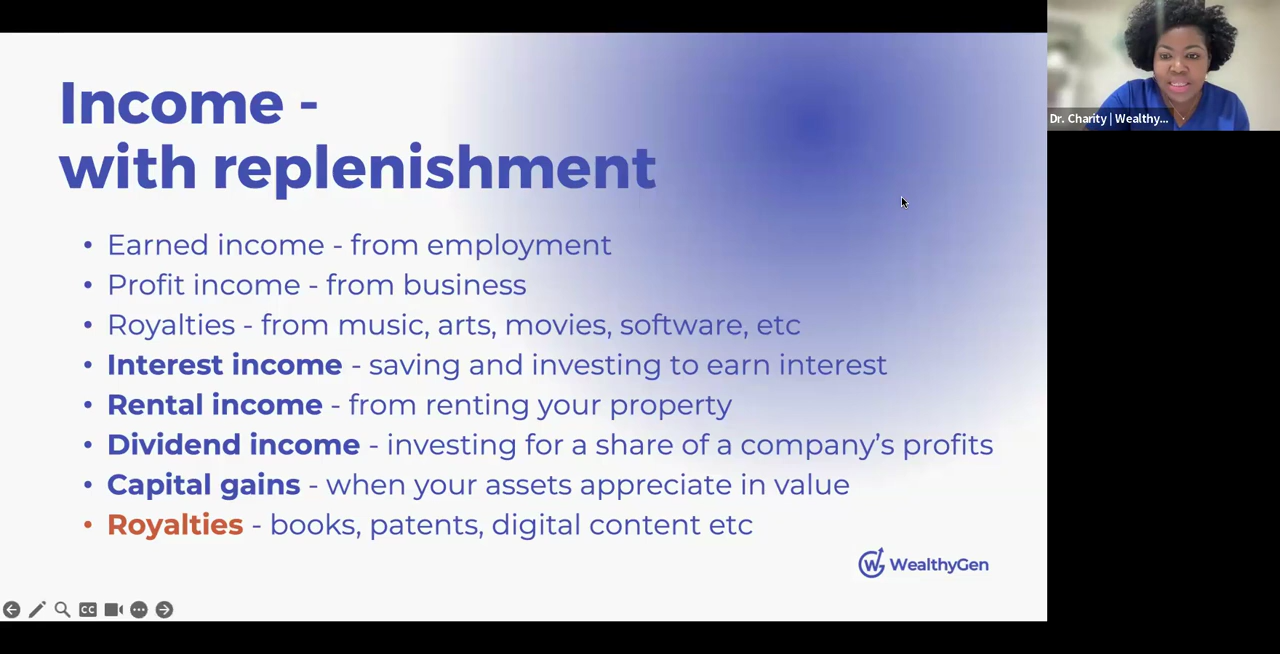 Income -
with replenishment
• Earned income - from employment
• Profit income - from business
• Royalties - from music, arts, movies, software, etc
• Interest income - saving and investing to earn interest
• Rental income - from renting your property
• Dividend income - investing for a share of a company’s profits
• Capital gains - when your assets appreciate in value
• Royalties - books, patents, digital content etc
W WealthyGen
CC
Dr. Charity | Wealthy...